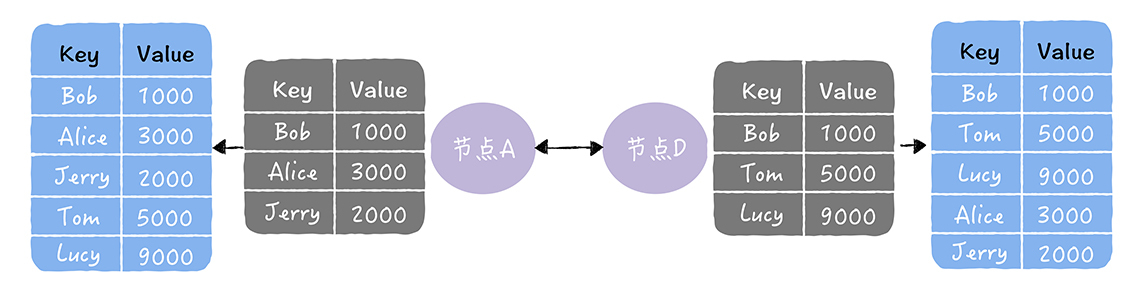 Key Value
Bob 1000
Alice 3000
Jerry 2000
Tom 5000
Lucy 9000
Key Value
Bob 1000
Alice 3000
Jerry 2000
节点A
节点D
Key Value
Bob 1000
Tom 5000
Lucy 9000
Key Value
Bob 1000
Tom 5000
Lucy 9000
Alice 3000
Jerry 2000